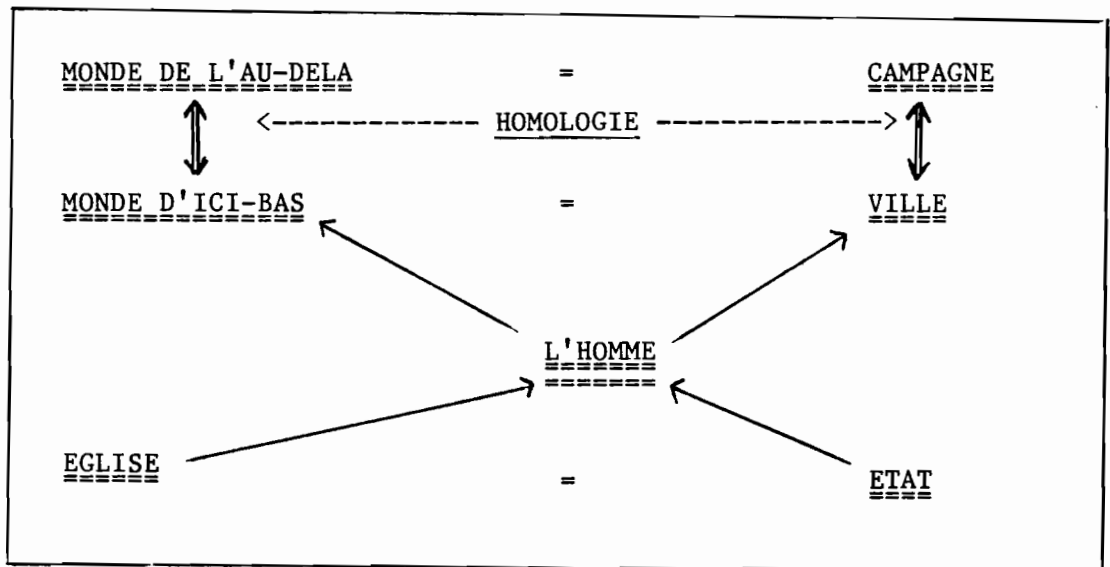 MONDE DE L'AU-DELA = CAMPAGNE
<---------------- HOMOLOGIE ----------------->
MONDE D'ICI-BAS = VILLE
L'HOMME
EGLISE = ETAT